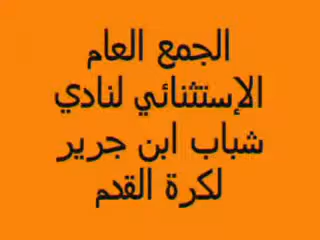 الجمع العام
الإستثنائي لنادي
شباب ابن جرير
لكرة القدم